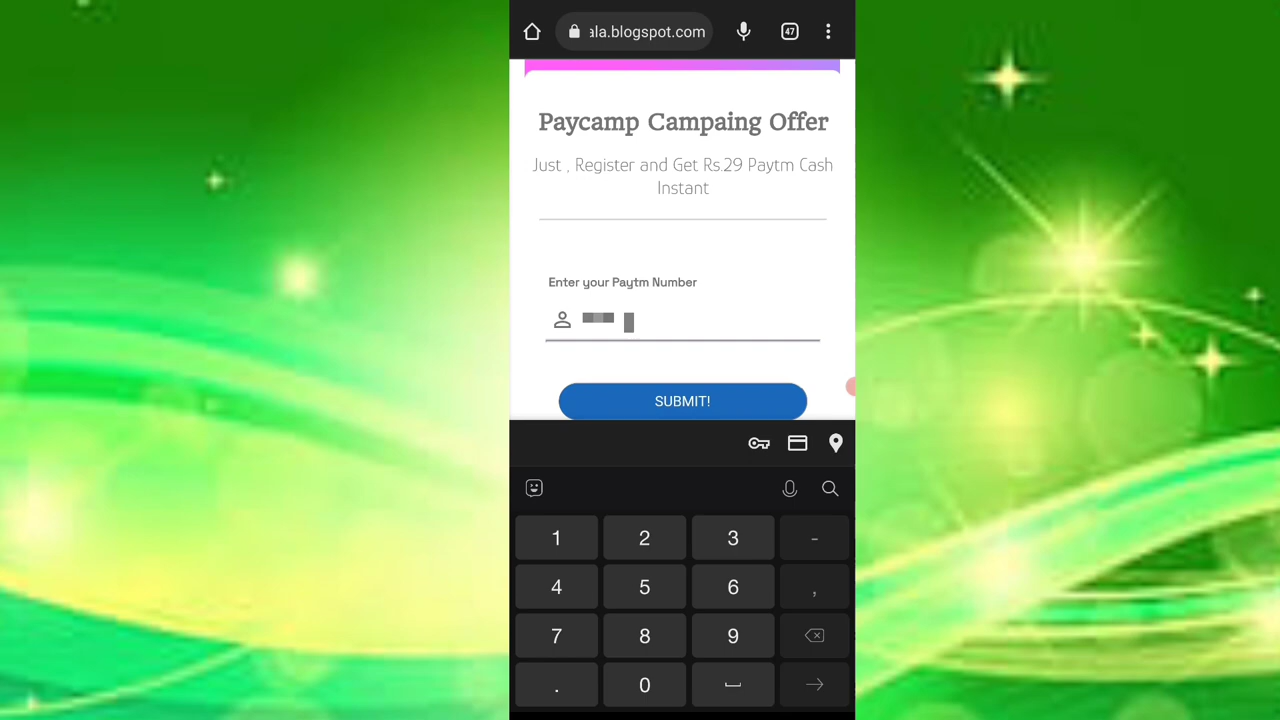 ala.blogspot.com
47
Paycamp Campaing Offer
Just , Register and Get Rs.29 Paytm Cash
Instant
Enter your Paytm Number
SUBMIT!
1 2 3 -
4 5 6 ,
7 8 9
. 0